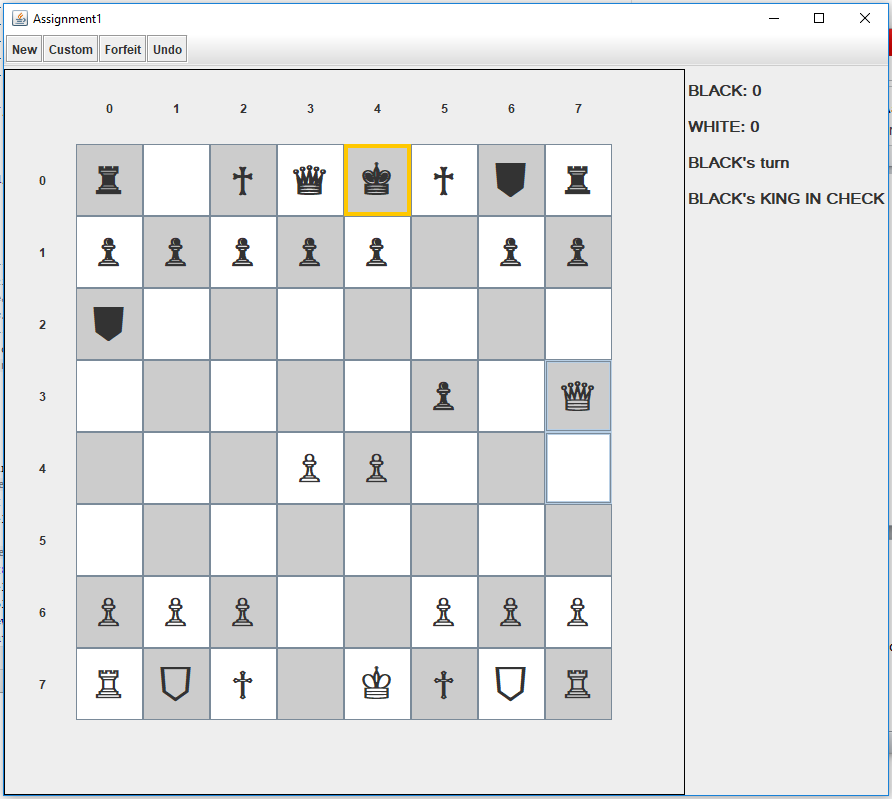 Assignment1
New Custom Forfeit Undo
BLACK: 0
WHITE: 0
BLACK's turn
BLACK's KING IN CHECK
0 1 2 3 4 5 6 7
0
1
2
3
4
5
6
7